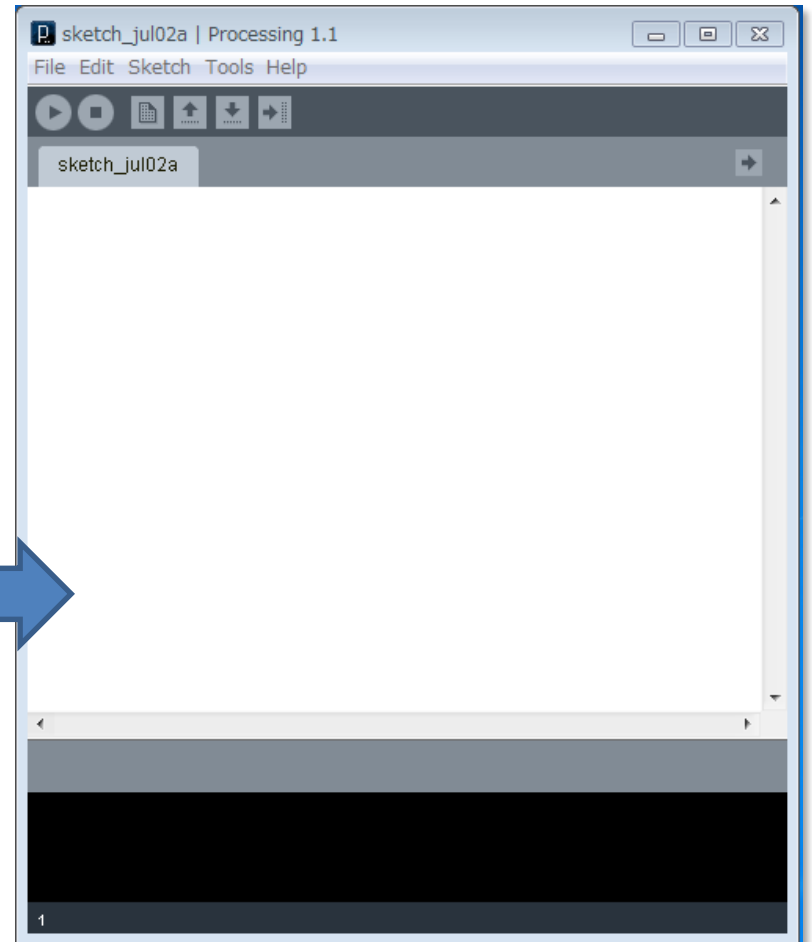 sketch_jul02a | Processing 1.1
File Edit Sketch Tools Help
sketch_jul02a
1